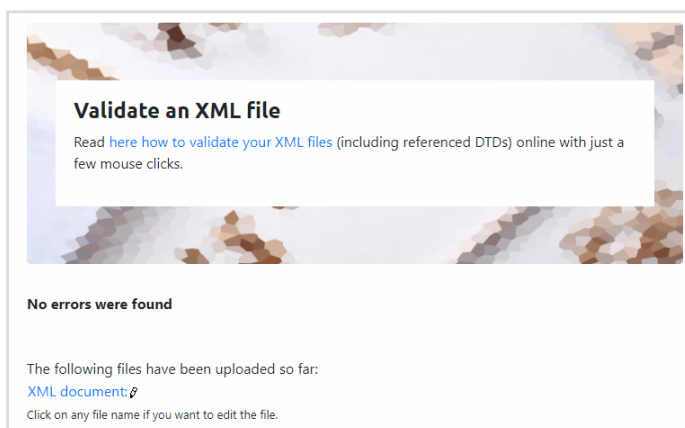 Validate an XML file
Read here how to validate your XML files (including referenced DTDs) online with just a
few mouse clicks.
No errors were found
The following files have been uploaded so far:
XML document:
Click on any file name if you want to edit the file.